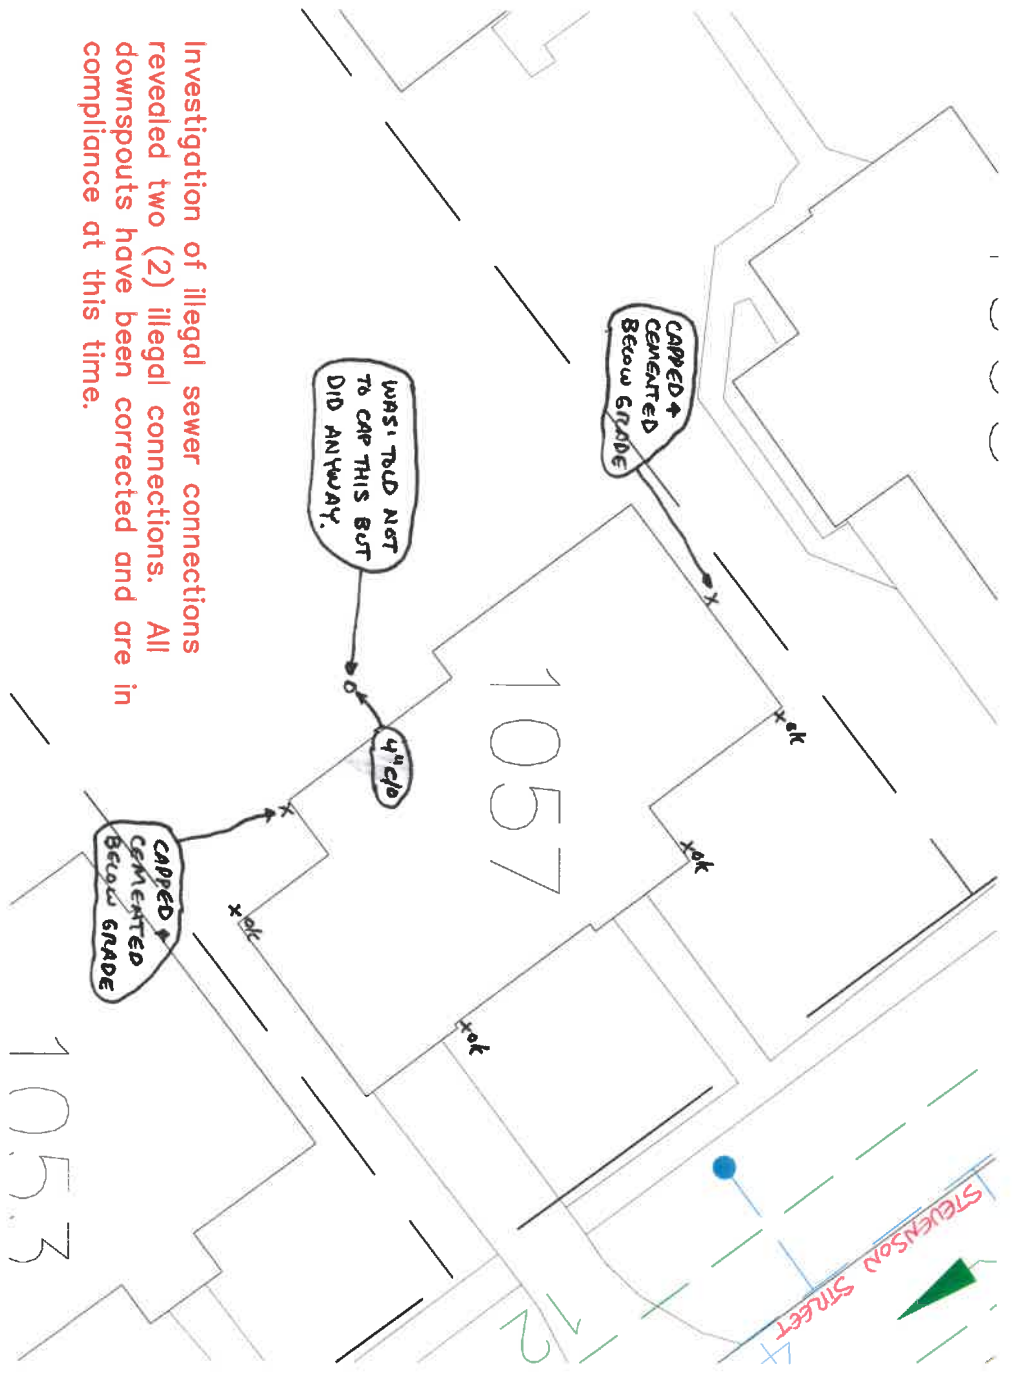 Investigation of illegal sewer connections
revealed two (2) illegal connections. All
downspouts have been corrected and are in
compliance at this time.
CAPPED &
CEMENTED
BELOW GRADE
WAS TOLD NOT
TO CAP THIS BUT
DID ANYWAY.
4" c/o
CAPPED &
CEMENTED
BELOW GRADE
x
x ok
x ok
x ok
x o/c
x
1057
1053
STEVENSON STREET
12
4